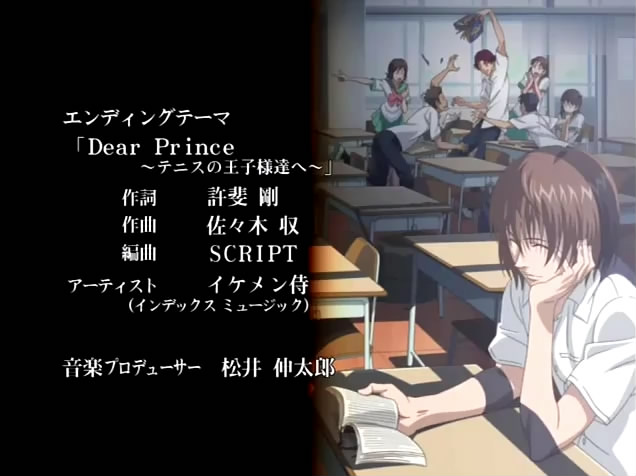 エンディングテーマ
「Dear Prince
～テニスの王子様達へ～」
作詞 許斐 剛
作曲 佐々木 収
編曲 SCRIPT
アーティスト イケメン侍
(インデックス ミュージック)
音楽プロデューサー 松井 伸太郎